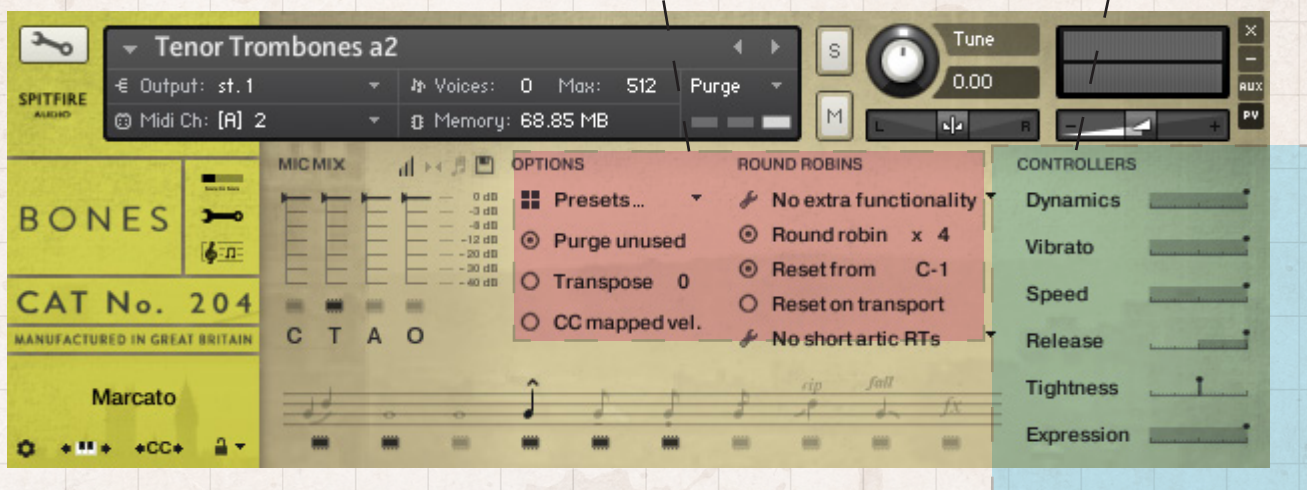 Tenor Trombones a2
S
Tune
Output: st. 1
Voices: 0 Max: 512
Purge
0.00
AUX
SPITFIRE
AUDIO
Midi Ch: [A] 2
Memory: 68.85 MB
M
L
R
-
+
PV
MIC MIX
OPTIONS
ROUND ROBINS
CONTROLLERS
BONES
0 dB
-3 dB
-12 dB
-20 dB
-30 dB
-40 dB
Presets...
No extra functionality
Dynamics
Purge unused
Round robin x 4
Vibrato
Transpose 0
Reset from C-1
Speed
CC mapped vel.
Reset on transport
Release
No short artic RTs
CAT No. 204
MANUFACTURED IN GREAT BRITAIN
C T A O
Marcato
rip
fall
fx
Tightness
CC
Expression